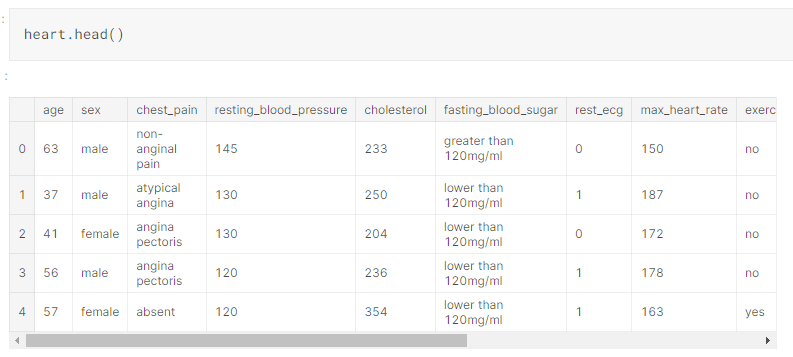 :
heart.head()
:
age sex chest_pain resting_blood_pressure cholesterol fasting_blood_sugar rest_ecg max_heart_rate exerc
0 63 male non-anginal pain 145 233 greater than 120mg/ml 0 150 no
1 37 male atypical angina 130 250 lower than 120mg/ml 1 187 no
2 41 female angina pectoris 130 204 lower than 120mg/ml 0 172 no
3 56 male angina pectoris 120 236 lower than 120mg/ml 1 178 no
4 57 female absent 120 354 lower than 120mg/ml 1 163 yes